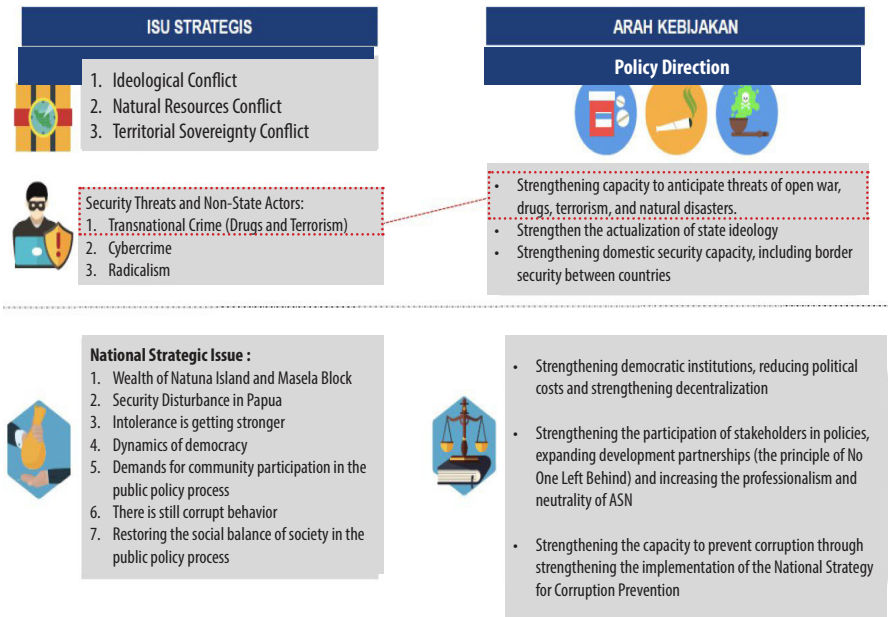 ISU STRATEGIS
1. Ideological Conflict
2. Natural Resources Conflict
3. Territorial Sovereignty Conflict
Security Threats and Non-State Actors:
1. Transnational Crime (Drugs and Terrorism)
2. Cybercrime
3. Radicalism
ARAH KEBIJAKAN
Policy Direction
• Strengthening capacity to anticipate threats of open war,
drugs, terrorism, and natural disasters.
• Strengthen the actualization of state ideology
• Strengthening domestic security capacity, including border
security between countries
National Strategic Issue :
1. Wealth of Natuna Island and Masela Block
2. Security Disturbance in Papua
3. Intolerance is getting stronger
4. Dynamics of democracy
5. Demands for community participation in the
public policy process
6. There is still corrupt behavior
7. Restoring the social balance of society in the
public policy process
• Strengthening democratic institutions, reducing political
costs and strengthening decentralization
• Strengthening the participation of stakeholders in policies,
expanding development partnerships (the principle of No
One Left Behind) and increasing the professionalism and
neutrality of ASN
• Strengthening the capacity to prevent corruption through
strengthening the implementation of the National Strategy
for Corruption Prevention